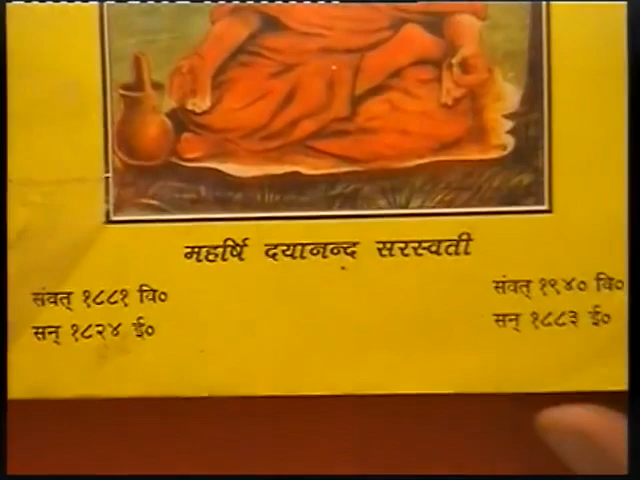 महर्षि दयानन्द सरस्वती
संवत् १८८१ वि०
सन् १८२४ ई०
संवत् १९४० वि०
सन् १८८३ ई०